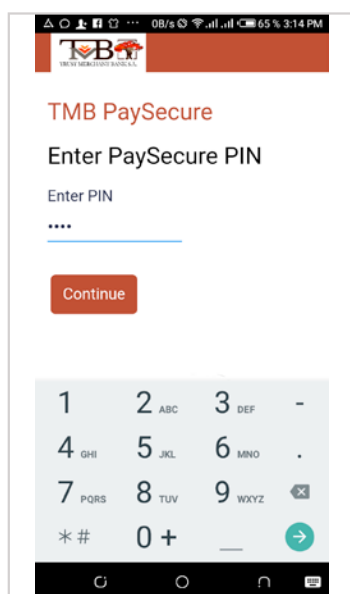 0B/s 65 % 3:14 PM
TMB
TRUST MERCHANT BANK S.A.
TMB PaySecure
Enter PaySecure PIN
Enter PIN
••••
Continue
1 2 ABC 3 DEF -
4 GHI 5 JKL 6 MNO .
7 PQRS 8 TUV 9 WXYZ
*# 0 + _